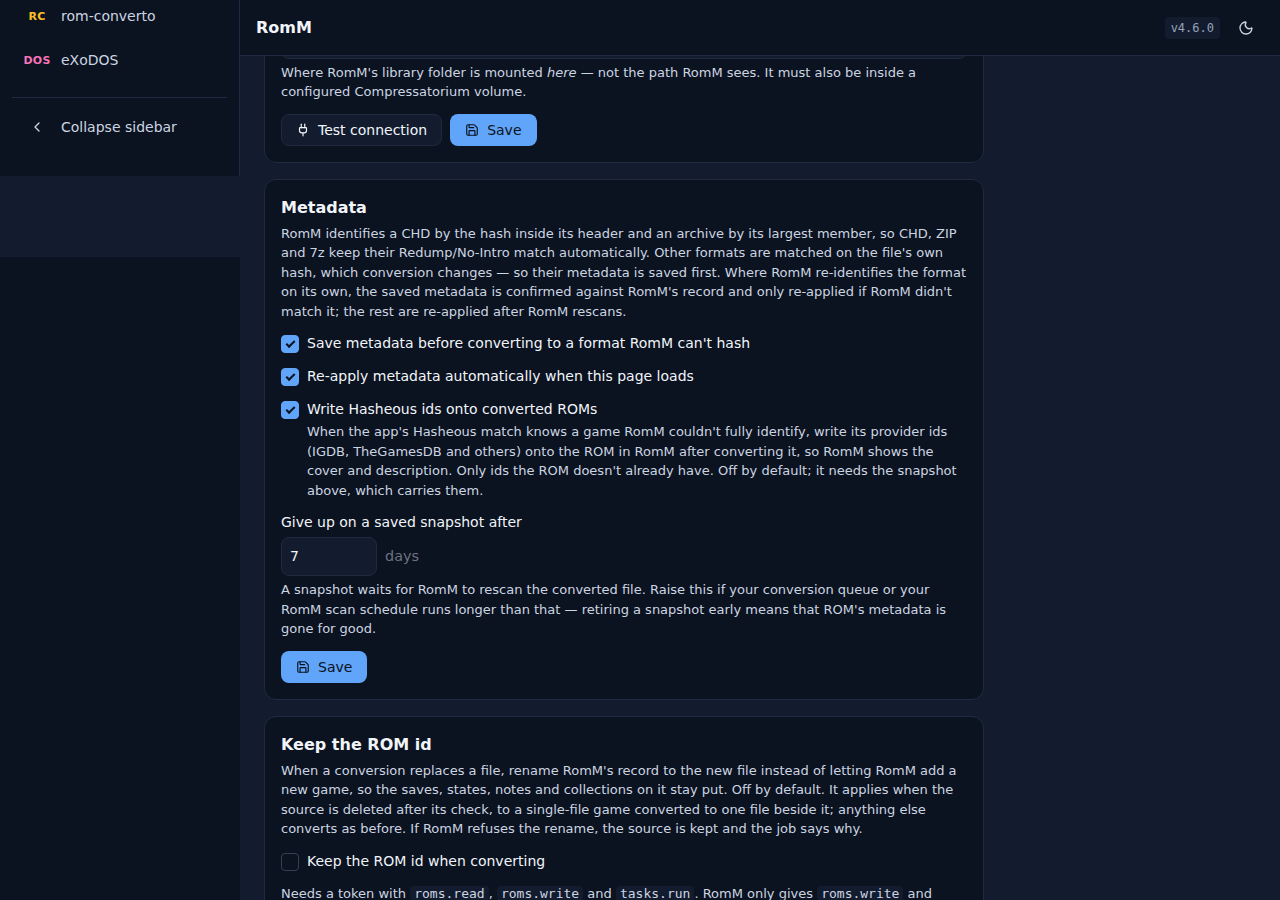 RC rom-converto
DOS eXoDOS
Collapse sidebar
RomM
v4.6.0
Where RomM's library folder is mounted here — not the path RomM sees. It must also be inside a
configured Compressatorium volume.
Test connection
Save
Metadata
RomM identifies a CHD by the hash inside its header and an archive by its largest member, so CHD, ZIP
and 7z keep their Redump/No-Intro match automatically. Other formats are matched on the file's own
hash, which conversion changes — so their metadata is saved first. Where RomM re-identifies the format
on its own, the saved metadata is confirmed against RomM's record and only re-applied if RomM didn't
match it; the rest are re-applied after RomM rescans.
Save metadata before converting to a format RomM can't hash
Re-apply metadata automatically when this page loads
Write Hasheous ids onto converted ROMs
When the app's Hasheous match knows a game RomM couldn't fully identify, write its provider ids
(IGDB, TheGamesDB and others) onto the ROM in RomM after converting it, so RomM shows the
cover and description. Only ids the ROM doesn't already have. Off by default; it needs the snapshot
above, which carries them.
Give up on a saved snapshot after
7 days
A snapshot waits for RomM to rescan the converted file. Raise this if your conversion queue or your
RomM scan schedule runs longer than that — retiring a snapshot early means that ROM's metadata is
gone for good.
Save
Keep the ROM id
When a conversion replaces a file, rename RomM's record to the new file instead of letting RomM add a
new game, so the saves, states, notes and collections on it stay put. Off by default. It applies when the
source is deleted after its check, to a single-file game converted to one file beside it; anything else
converts as before. If RomM refuses the rename, the source is kept and the job says why.
Keep the ROM id when converting
Needs a token with roms.read, roms.write and tasks.run. RomM only gives roms.write and